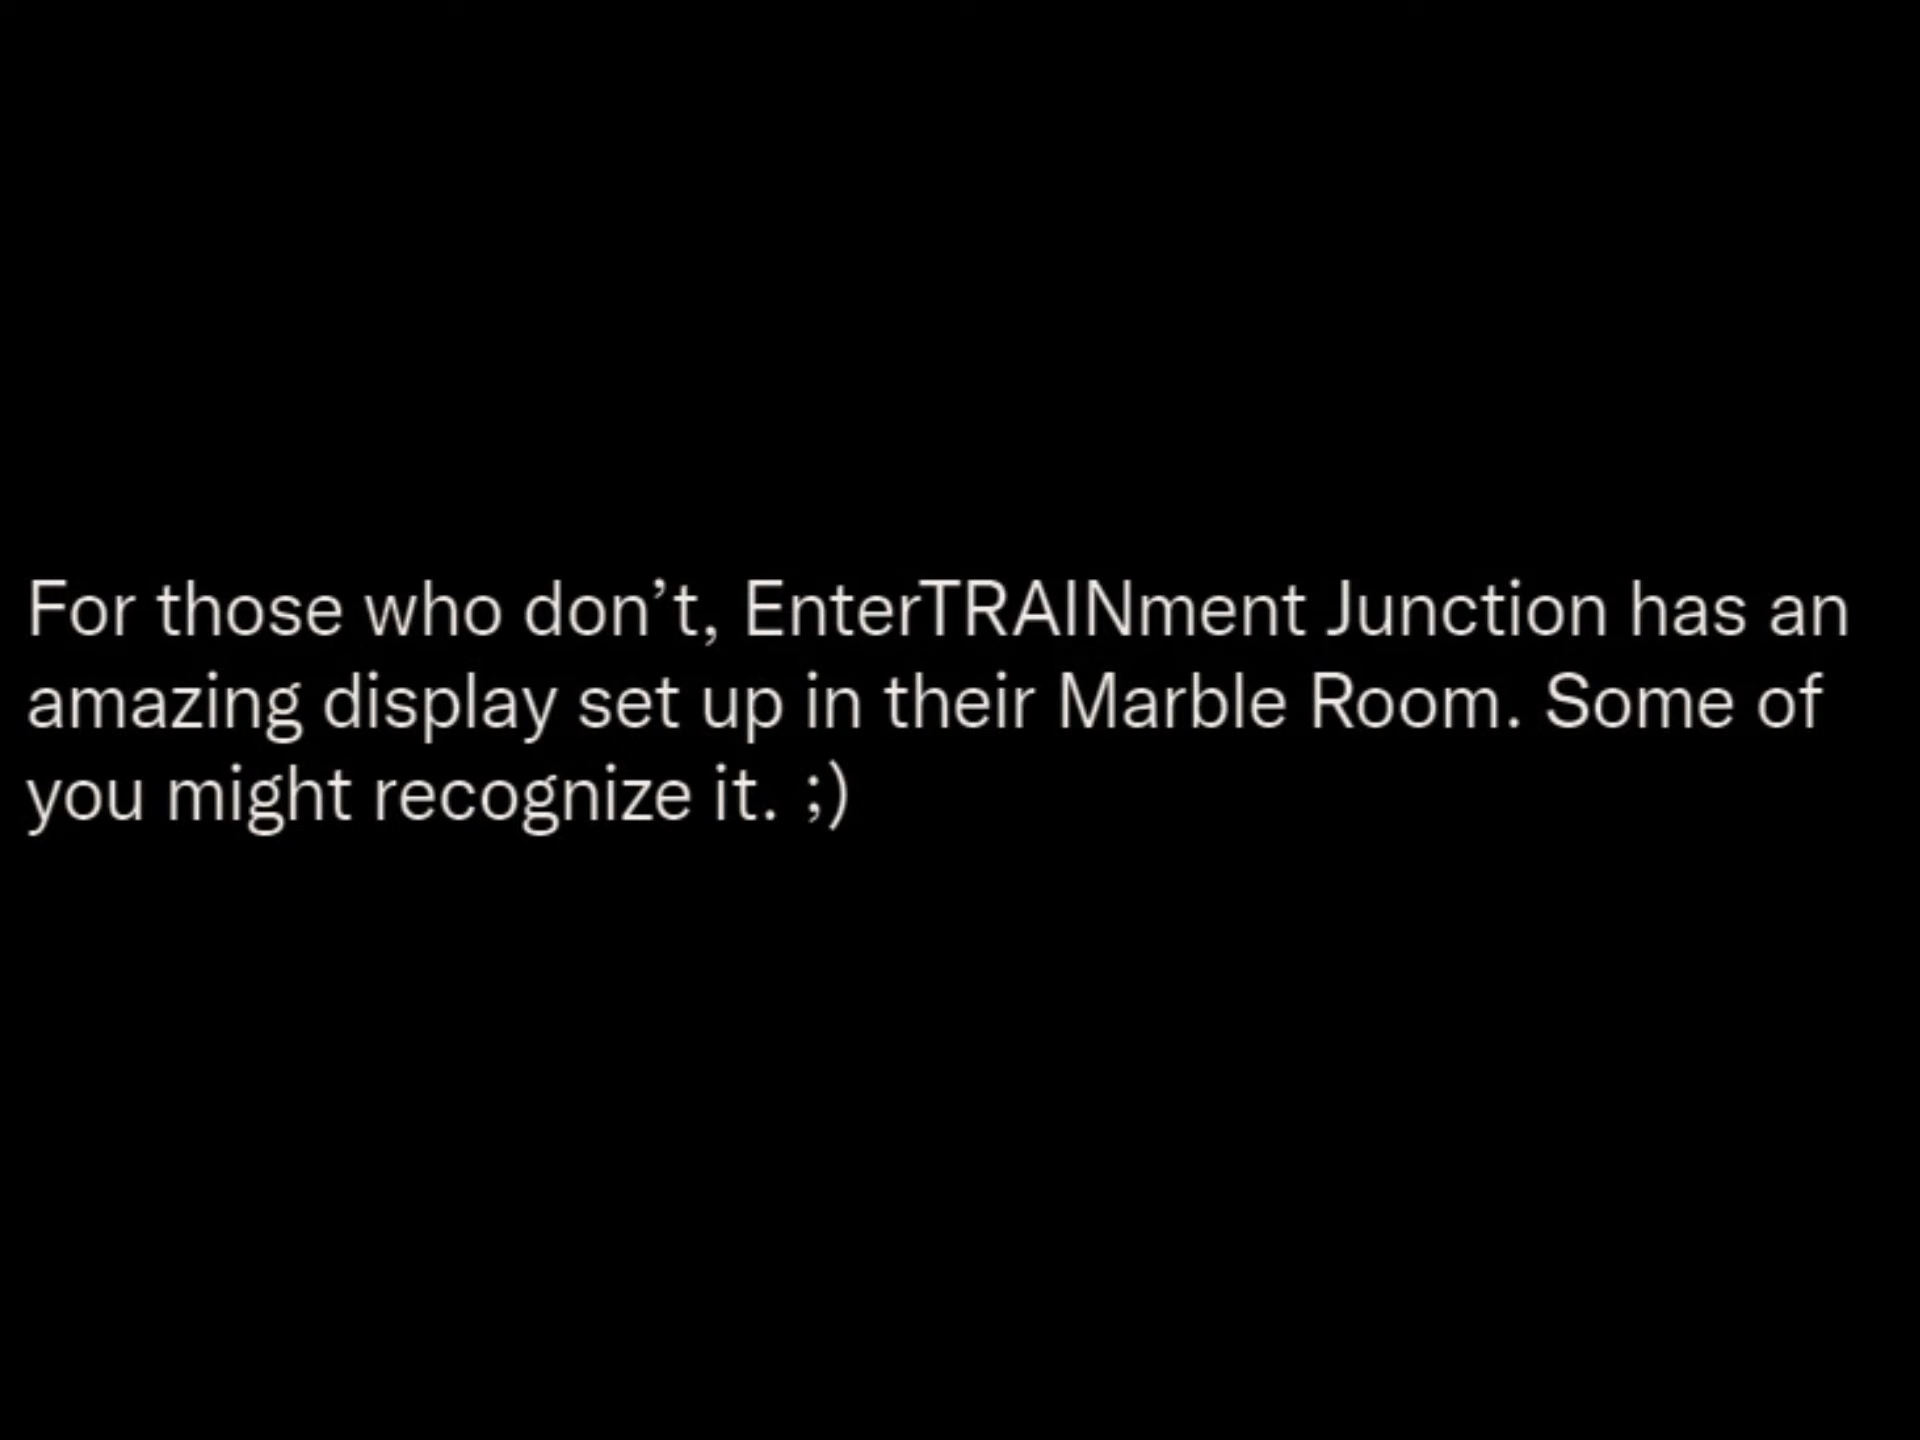 For those who don’t, EnterTRAINment Junction has an
amazing display set up in their Marble Room. Some of
you might recognize it. ;)